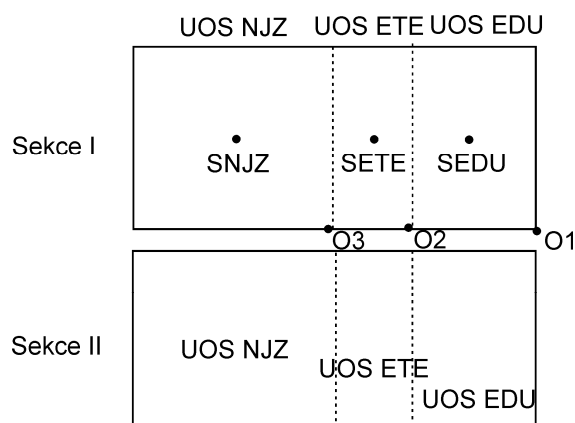 UOS NJZ UOS ETE UOS EDU
Sekce I
SNJZ SETE SEDU
O3 O2 O1
Sekce II
UOS NJZ
UOS ETE
UOS EDU